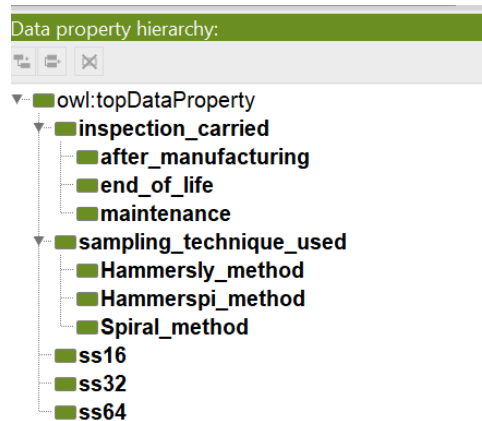 Data property hierarchy:
owl:topDataProperty
inspection_carried
after_manufacturing
end_of_life
maintenance
sampling_technique_used
Hammersly_method
Hammerspi_method
Spiral_method
ss16
ss32
ss64